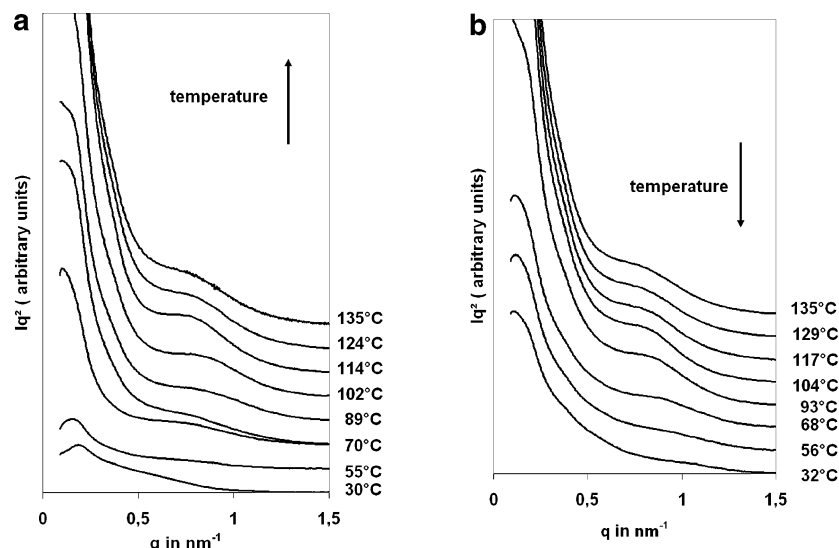 a
temperature
Iq² ( arbitrary units)
135°C
124°C
114°C
102°C
89°C
70°C
55°C
30°C
0 0,5 1 1,5
q in nm⁻¹
b
temperature
Iq² ( arbitrary units)
135°C
129°C
117°C
104°C
93°C
68°C
56°C
32°C
0 0,5 1 1,5
q in nm⁻¹